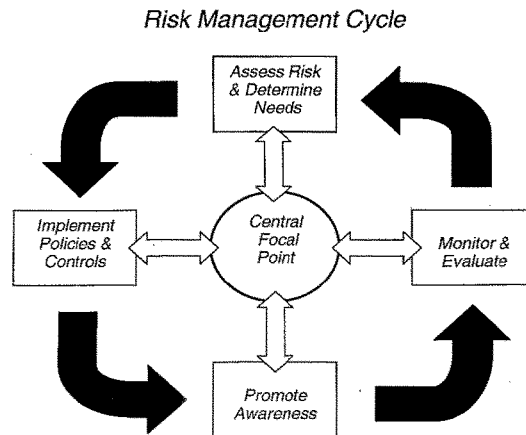 Risk Management Cycle
Assess Risk
& Determine
Needs
Implement
Policies &
Controls
Central
Focal
Point
Monitor &
Evaluate
Promote
Awareness